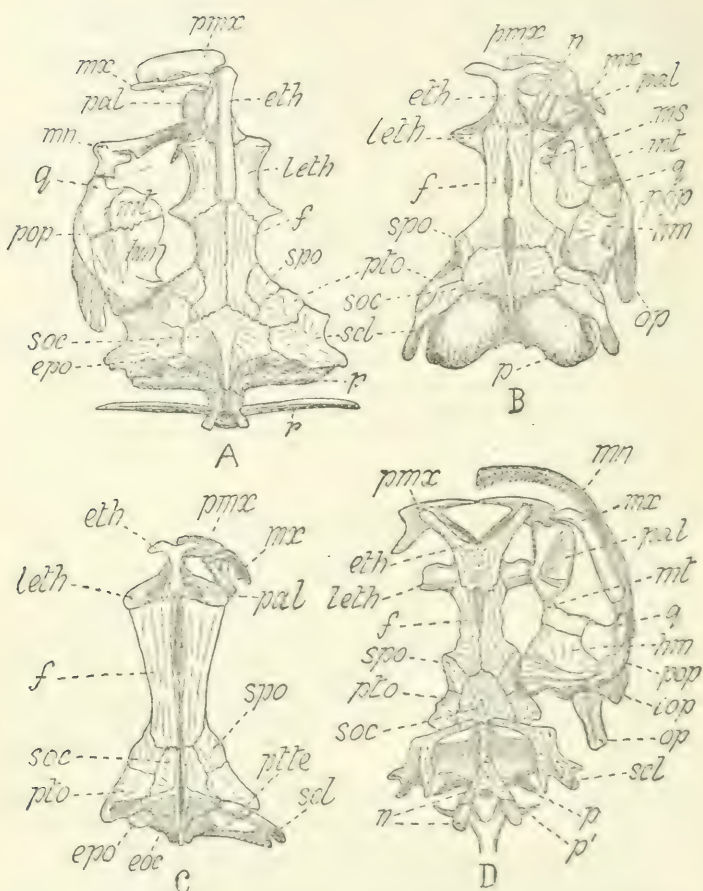 pmx
mx
pal
eth
mn
leth
q
mt
f
pop
hm
spo
pto
soc
scl
epo
p
r
A
pmx
n
mx
eth
pal
leth
ms
mt
f
q
pop
spo
hm
pto
soc
scl
op
p
B
pmx
eth
mx
leth
pal
f
spo
soc
ptte
pto
scl
epo
eoc
C
mn
pmx
mx
eth
pal
leth
mt
f
q
spo
hm
pto
pop
soc
iop
op
scl
n
p
p'
D